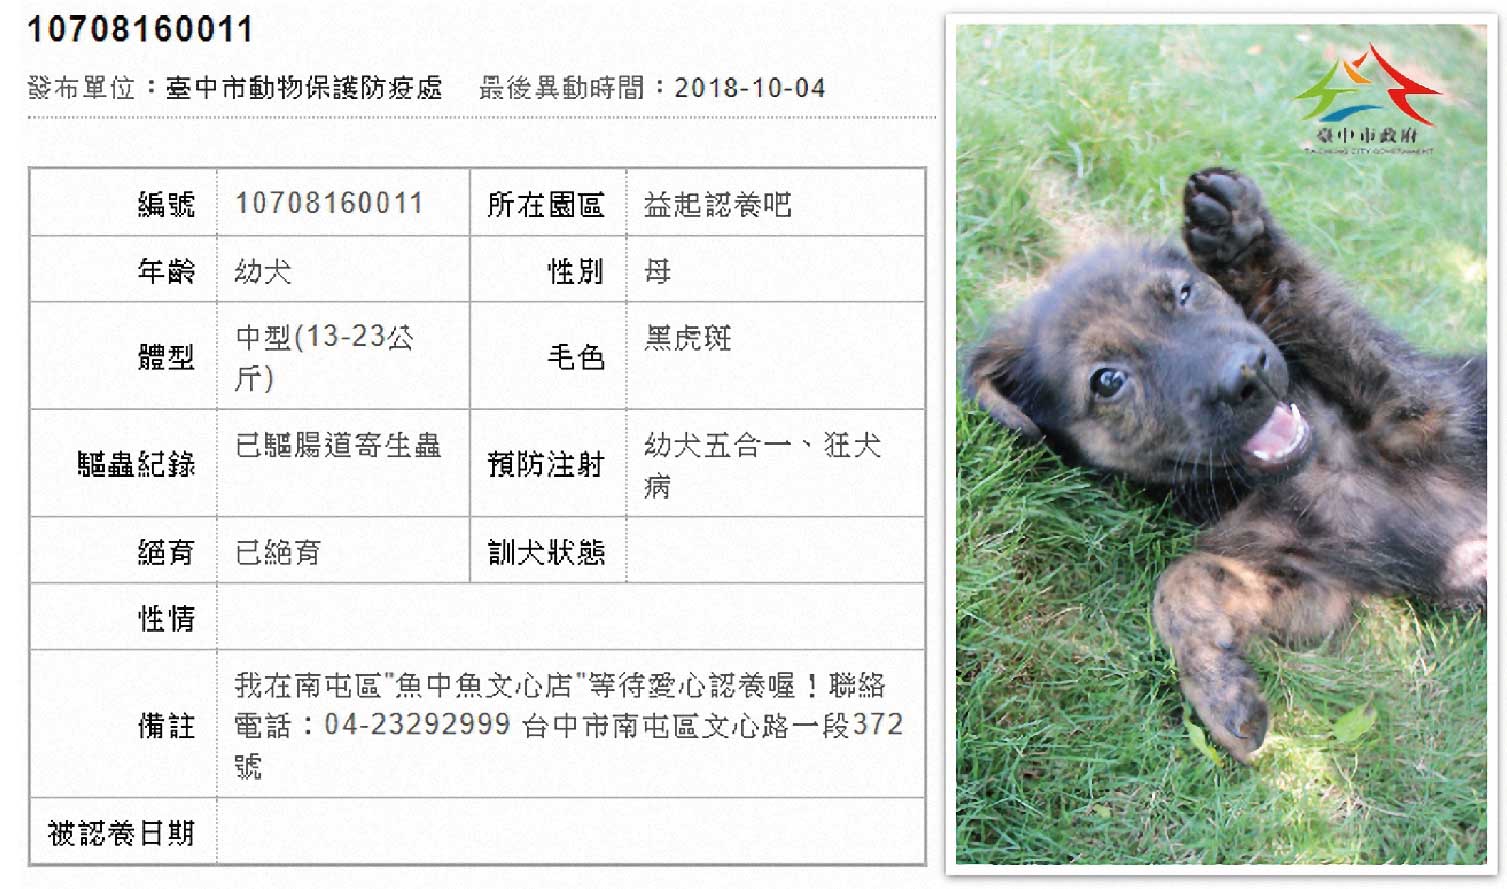 10708160011
發布單位：臺中市動物保護防疫處 最後異動時間：2018-10-04
編號 10708160011 所在園區 益起認養吧
年齡 幼犬 性別 母
體型 中型(13-23公
斤) 毛色 黑虎斑
驅蟲紀錄 已驅腸道寄生蟲 預防注射 幼犬五合一、狂犬
病
絕育 已絕育 訓犬狀態
性情
備註 我在南屯區"魚中魚文心店"等待愛心認養喔！聯絡
電話：04-23292999 台中市南屯區文心路一段372
號
被認養日期
臺中市政府
TAICHUNG CITY GOVERNMENT